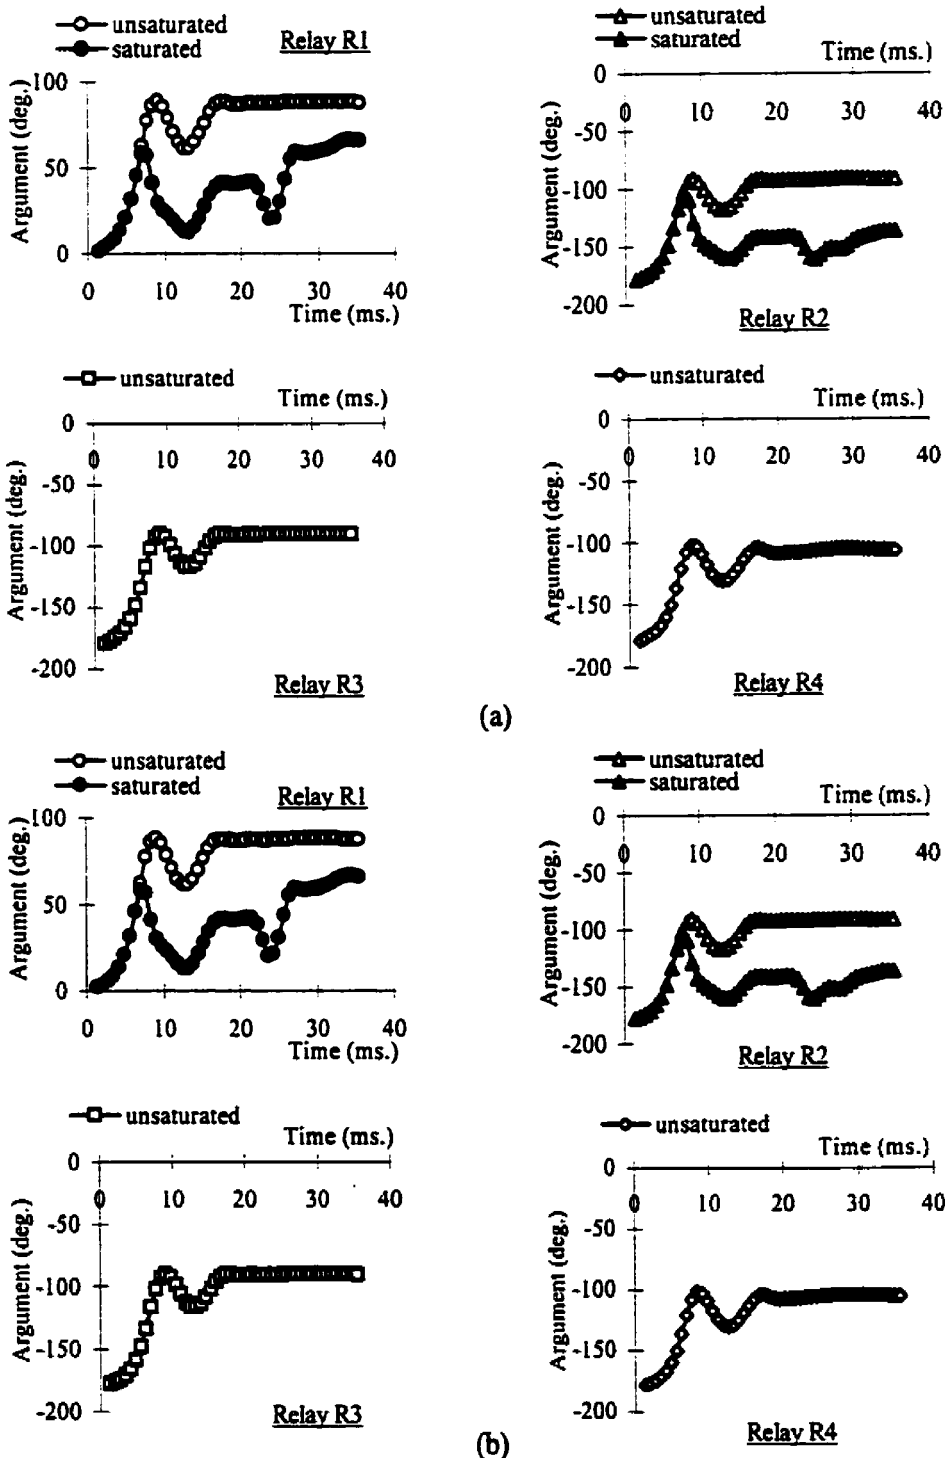 unsaturated
saturated
Relay R1
Argument (deg.)
100
50
0
0 10 20 30 40
Time (ms.)
unsaturated
saturated
Time (ms.)
Argument (deg.)
0
0 10 20 30 40
-50
-100
-150
-200
Relay R2
unsaturated
Time (ms.)
Argument (deg.)
0
0 10 20 30 40
-50
-100
-150
-200
Relay R3
unsaturated
Time (ms.)
Argument (deg.)
0
0 10 20 30 40
-50
-100
-150
-200
Relay R4
(a)
unsaturated
saturated
Relay R1
Argument (deg.)
100
50
0
0 10 20 30 40
Time (ms.)
unsaturated
saturated
Time (ms.)
Argument (deg.)
0
0 10 20 30 40
-50
-100
-150
-200
Relay R2
unsaturated
Time (ms.)
Argument (deg.)
0
0 10 20 30 40
-50
-100
-150
-200
Relay R3
unsaturated
Time (ms.)
Argument (deg.)
0
0 10 20 30 40
-50
-100
-150
-200
Relay R4
(b)